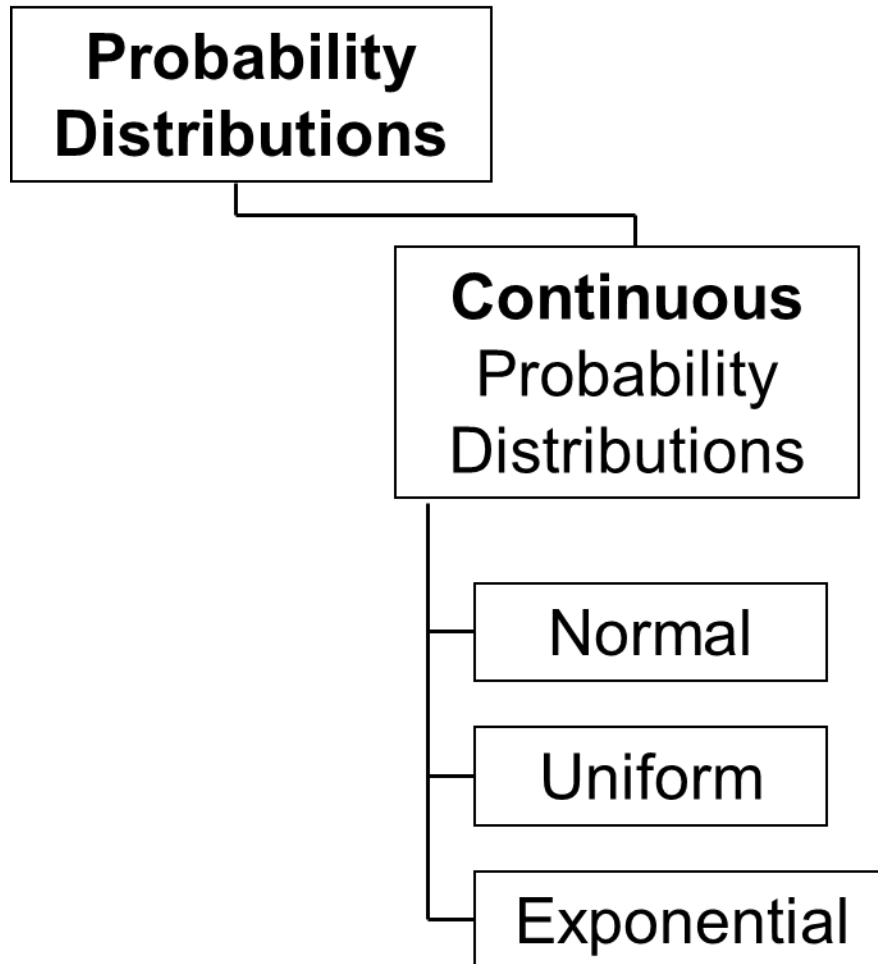 Probability
Distributions
Continuous
Probability
Distributions
Normal
Uniform
Exponential